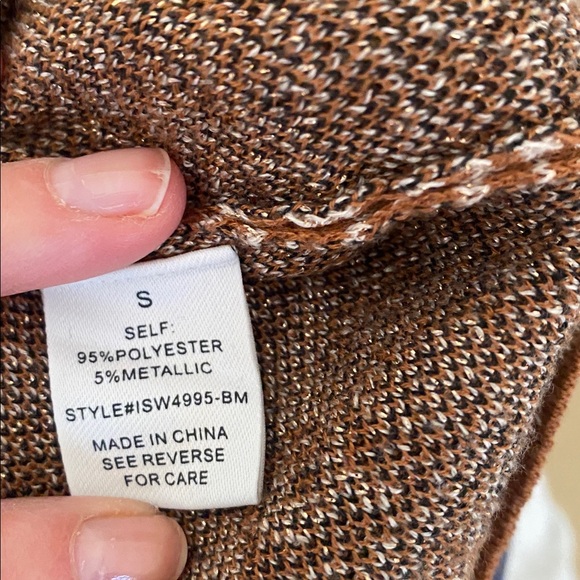 S
SELF:
95%POLYESTER
5%METALLIC
STYLE#ISW4995-BM
MADE IN CHINA
SEE REVERSE
FOR CARE